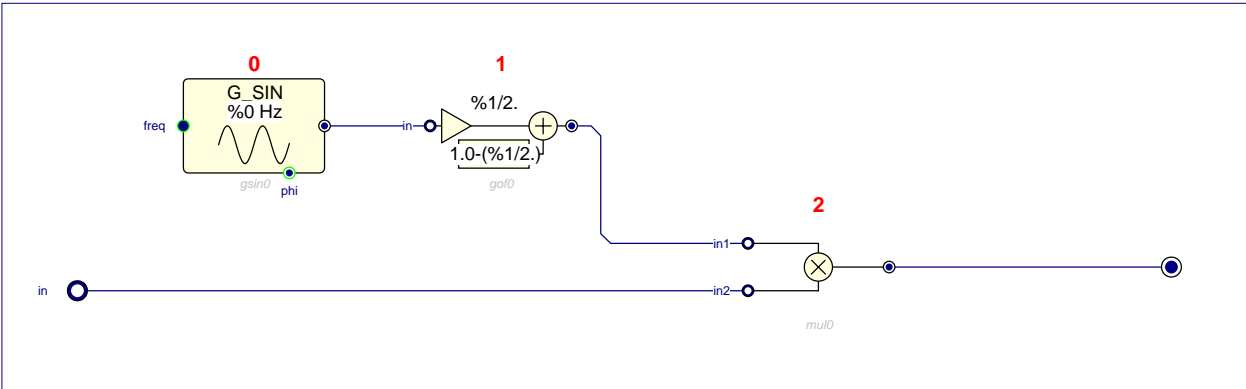 0
1
G_SIN
%0 Hz
%1/2.
freq
in
1.0-(%1/2.)
gsin0
phi
gof0
2
in1
in
in2
mul0